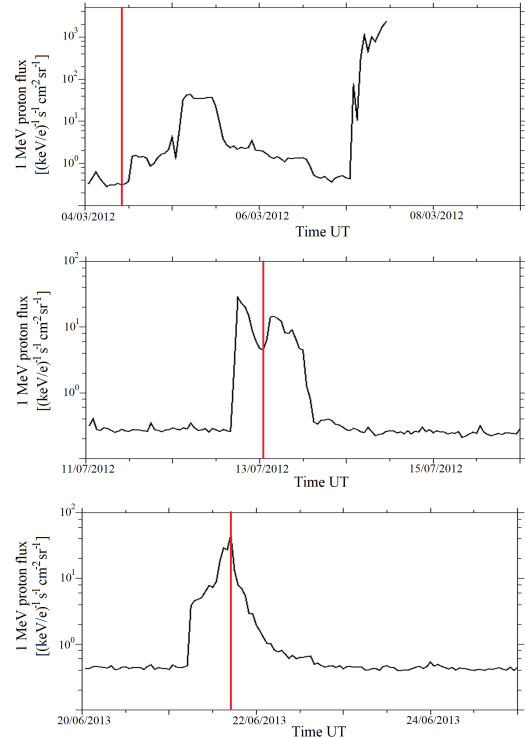 10³
10²
10¹
10⁰
1 MeV proton flux
[(keV/e)⁻¹ s⁻¹ cm⁻² sr⁻¹]
04/03/2012 06/03/2012 08/03/2012
Time UT
10²
10¹
10⁰
1 MeV proton flux
[(keV/e)⁻¹ s⁻¹ cm⁻² sr⁻¹]
11/07/2012 13/07/2012 15/07/2012
Time UT
10²
10¹
10⁰
1 MeV proton flux
[(keV/e)⁻¹ s⁻¹ cm⁻² sr⁻¹]
20/06/2013 22/06/2013 24/06/2013
Time UT